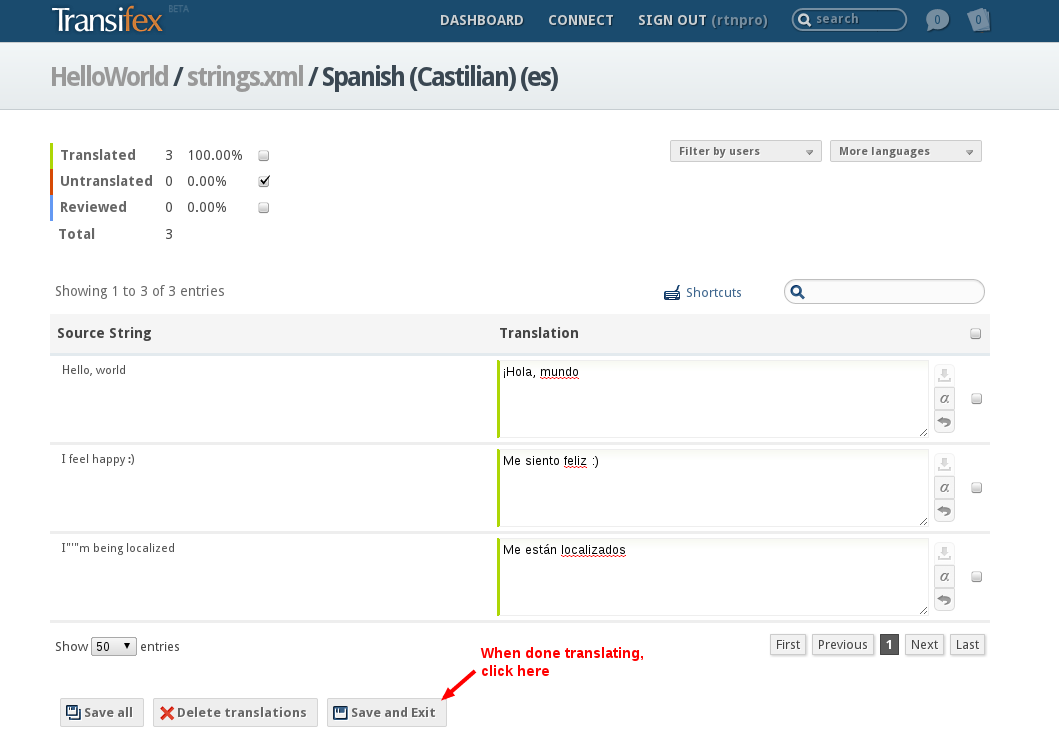 Transifex BETA
DASHBOARD CONNECT SIGN OUT (rtnpro) search 0 0
HelloWorld / strings.xml / Spanish (Castilian) (es)
Translated 3 100.00% Filter by users More languages
Untranslated 0 0.00%
Reviewed 0 0.00%
Total 3
Showing 1 to 3 of 3 entries Shortcuts
Source String Translation
Hello, world ¡Hola, mundo
α
I feel happy :) Me siento feliz :)
α
I"'"m being localized Me están localizados
α
Show 50 entries First Previous 1 Next Last
When done translating,
click here
Save all Delete translations Save and Exit